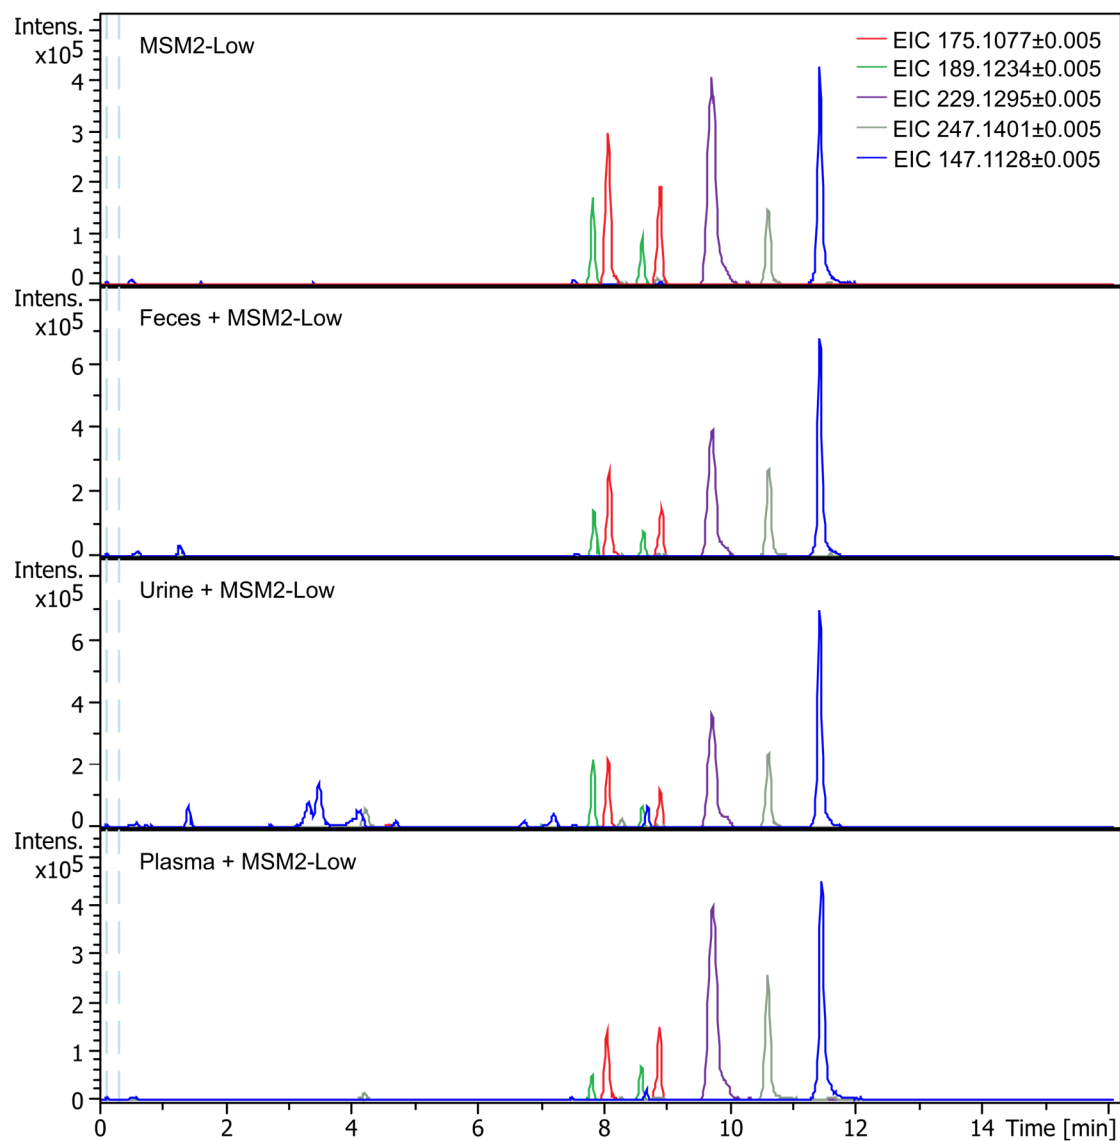 Intens.
x10^5
MSM2-Low
EIC 175.1077±0.005
EIC 189.1234±0.005
EIC 229.1295±0.005
EIC 247.1401±0.005
EIC 147.1128±0.005
4
3
2
1
0
Intens.
x10^5
Feces + MSM2-Low
6
4
2
0
Intens.
x10^5
Urine + MSM2-Low
6
4
2
0
Intens.
x10^5
Plasma + MSM2-Low
4
3
2
1
0
0 2 4 6 8 10 12 14 Time [min]